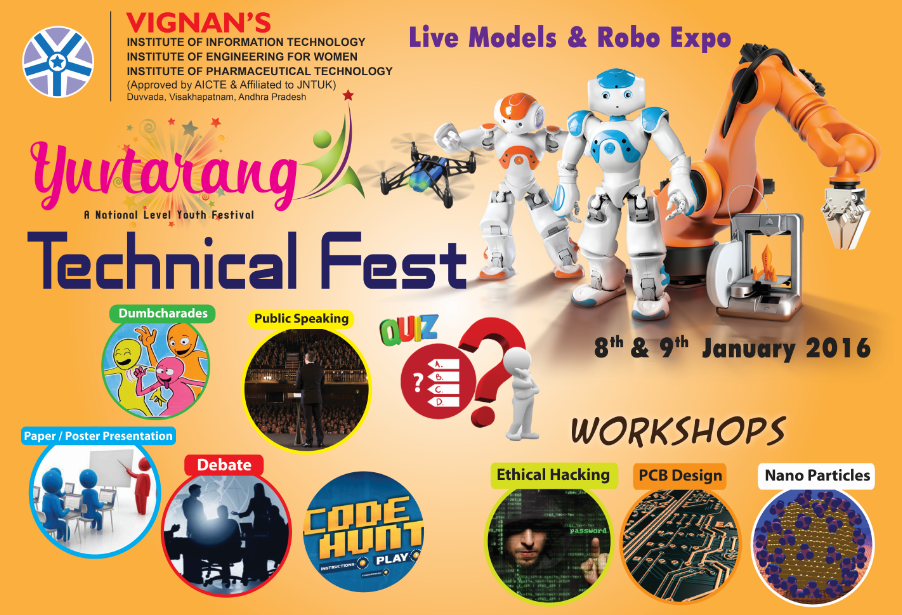 VIGNAN'S
INSTITUTE OF INFORMATION TECHNOLOGY
INSTITUTE OF ENGINEERING FOR WOMEN
INSTITUTE OF PHARMACEUTICAL TECHNOLOGY
(Approved by AICTE & Affiliated to JNTUK)
Duvvada, Visakhapatnam, Andhra Pradesh
Live Models & Robo Expo
Yuvtarang
A National Level Youth Festival
Technical Fest
8th & 9th January 2016
Dumbcharades
Public Speaking
QUIZ
?
A.
B.
C.
D.
Paper / Poster Presentation
Debate
CODE
HUNT
INSTRUCTIONS
PLAY
WORKSHOPS
Ethical Hacking
PCB Design
Nano Particles
password